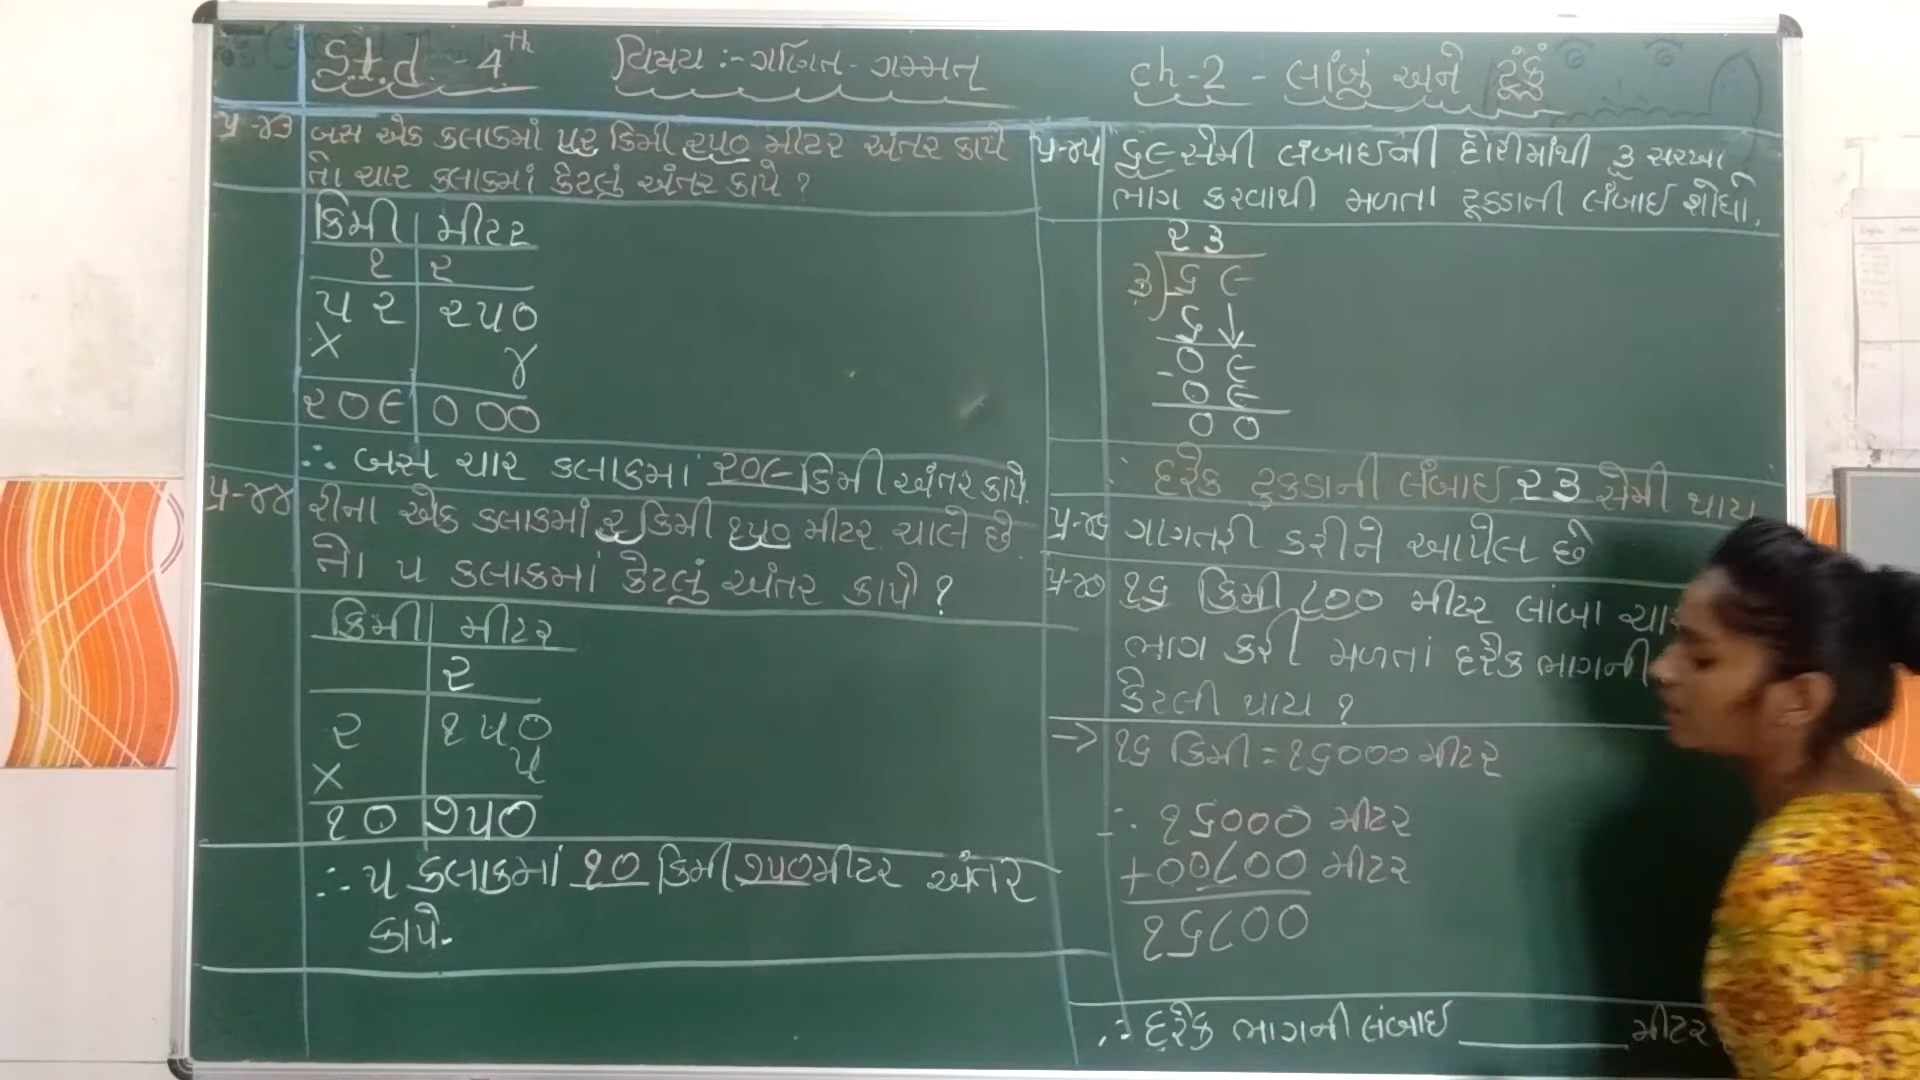 Std - 4th વિષય :- ગણિત - ગમ્મત ch-2 - લાંબું અને ટૂંકું
પ્ર-૪૩ બસ એક કલાકમાં ૫૨ કિમી ૨૫૦ મીટર અંતર કાપે
તો ચાર કલાકમાં કેટલું અંતર કાપે ?
કિમી મીટર
૧ ૨
૫૨ ૨૫૦
× ૪
૨૦૯ ૦૦૦
∴ બસ ચાર કલાકમાં ૨૦૯ કિમી અંતર કાપે.
પ્ર-૪૪ રીના એક કલાકમાં ૨ કિમી ૧૫૦ મીટર ચાલે છે.
તો ૫ કલાકમાં કેટલું અંતર કાપે ?
કિમી મીટર
૨
૨ ૧૫૦
× ૫
૧૦ ૭૫૦
∴ ૫ કલાકમાં ૧૦ કિમી ૭૫૦ મીટર અંતર
કાપે.
પ્ર-૪૫ ૬૯ સેમી લંબાઈની દોરીમાંથી ૩ સરખા
ભાગ કરવાથી મળતા ટૂકડાની લંબાઈ શોધો.
૨૩
૩) ૬૯
- ૬ ↓
૦૯
- ૦૯
૦૦
∴ દરેક ટુકડાની લંબાઈ ૨૩ સેમી થાય
પ્ર-૪૬ ગાગતરી કરીને આપેલ છે
પ્ર-૪૭ ૧૬ કિમી ૮૦૦ મીટર લાંબા
ભાગ કરી મળતાં દરેક ભાગની
કેટલી થાય ?
→ ૧૬ કિમી = ૧૬૦૦૦ મીટર
∴ ૧૬૦૦૦ મીટર
+૦૦૮૦૦ મીટર
૧૬૮૦૦
∴ દરેક ભાગની લંબાઈ ______ મીટર